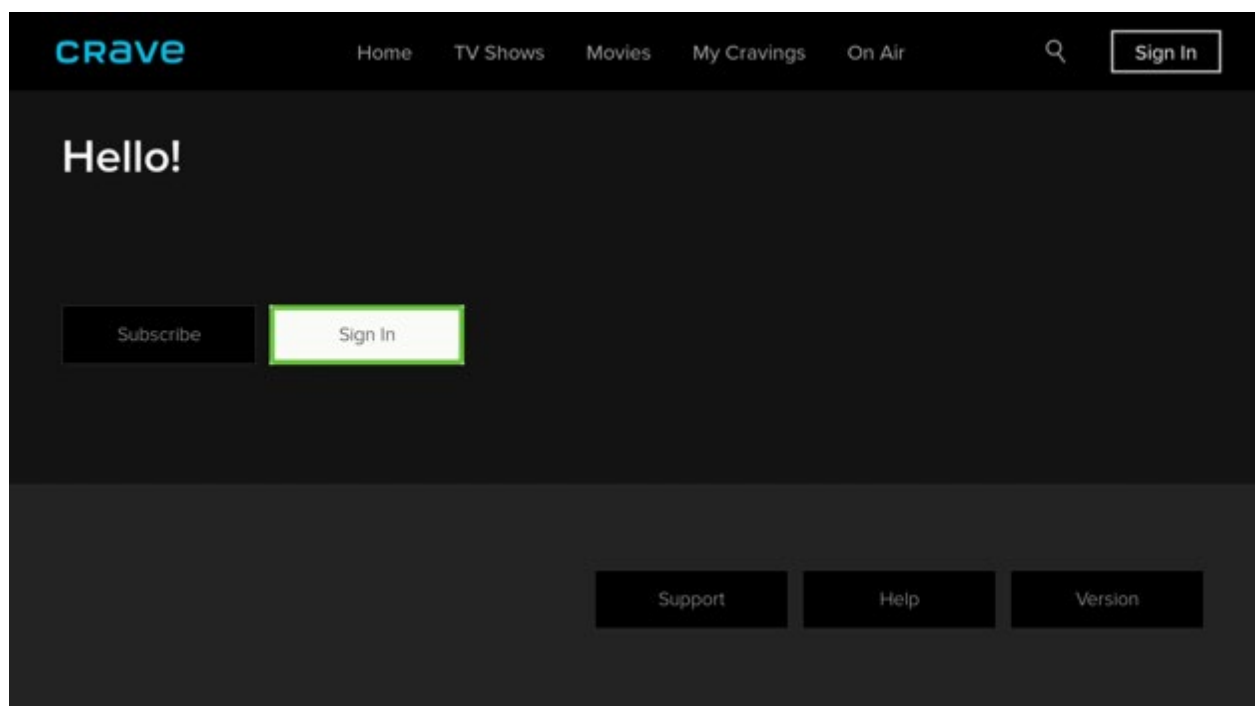 crave Home TV Shows Movies My Cravings On Air Sign In
Hello!
Subscribe Sign In
Support Help Version